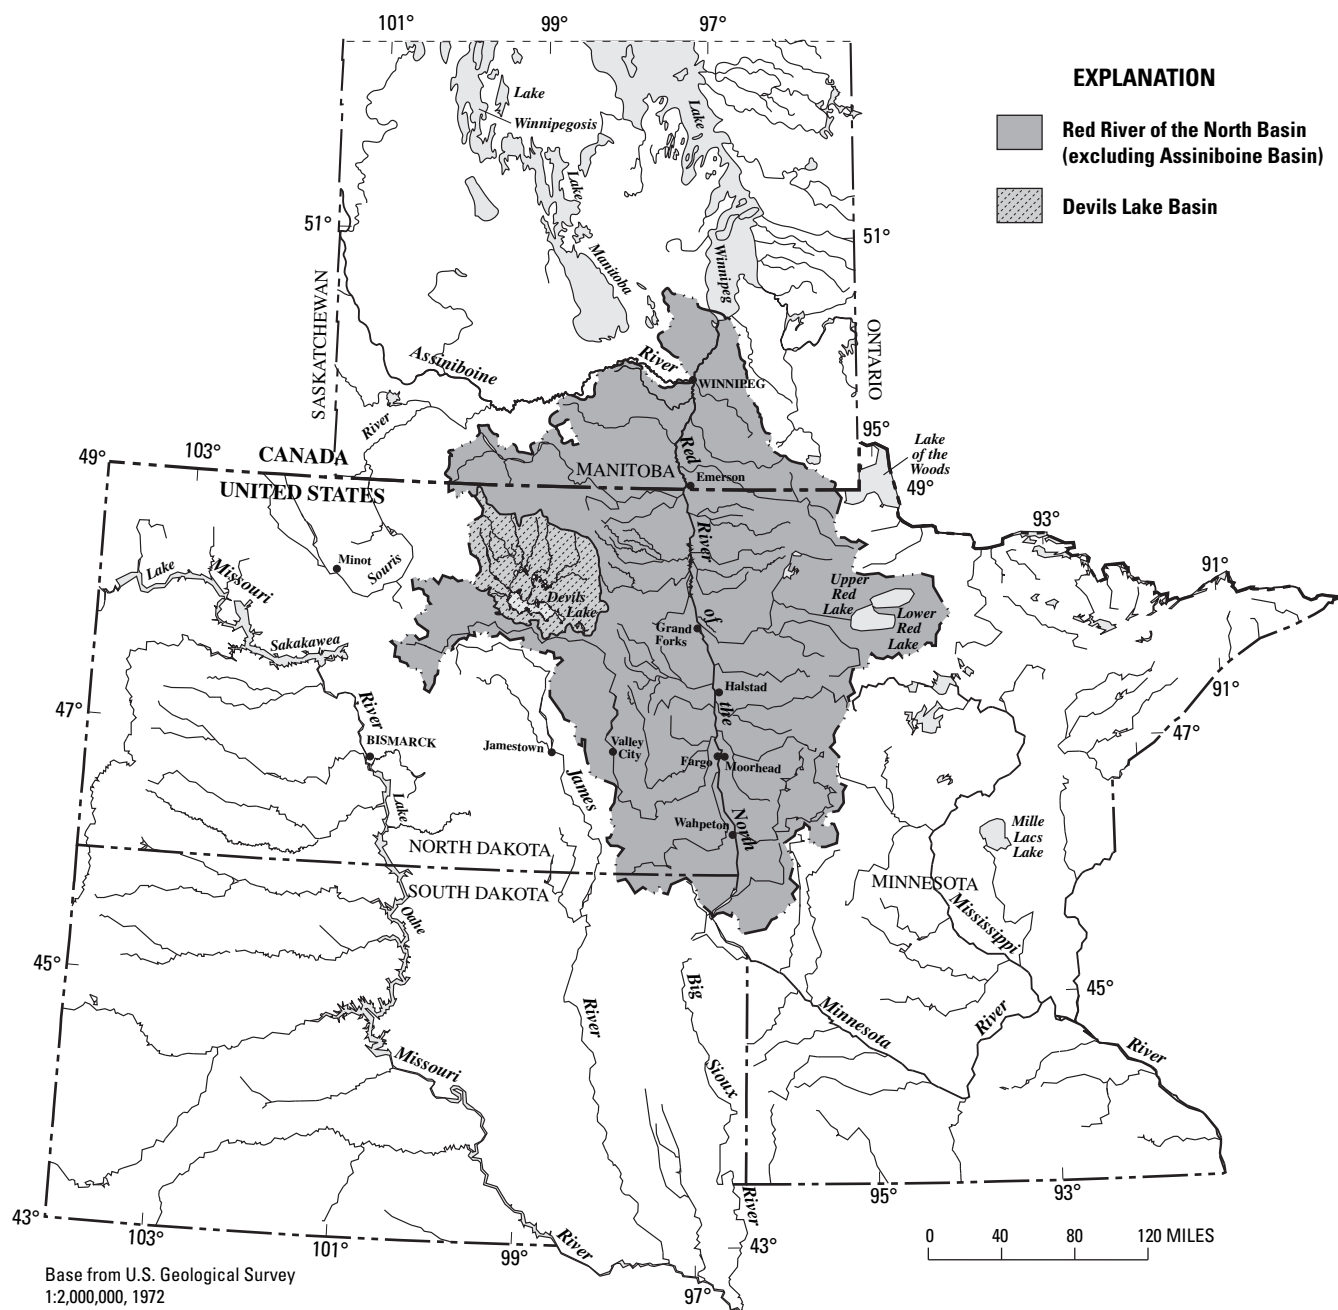 101°
99°
97°
EXPLANATION
Red River of the North Basin
(excluding Assiniboine Basin)
Devils Lake Basin
Lake
Winnipegosis
Lake
Winnipeg
Lake
Manitoba
51°
51°
SASKATCHEWAN
ONTARIO
Assiniboine
River
WINNIPEG
River
95°
Lake
of the
Woods
49°
103°
49°
CANADA
UNITED STATES
MANITOBA
Emerson
Red
River
of
the
North
93°
91°
Minot
Souris
Lake
Sakakawea
Missouri
River
Devils
Lake
Upper
Red
Lake
Lower
Red
Lake
Grand
Forks
Halstad
91°
47°
47°
BISMARCK
Jamestown
Valley
City
Fargo
Moorhead
Lake
Oahe
James
River
Wahpeton
Mille
Lacs
Lake
NORTH DAKOTA
SOUTH DAKOTA
MINNESOTA
Mississippi
River
45°
45°
Big
Sioux
River
Minnesota
River
Missouri
River
43°
103°
101°
99°
97°
43°
95°
93°
0 40 80 120 MILES
Base from U.S. Geological Survey
1:2,000,000, 1972